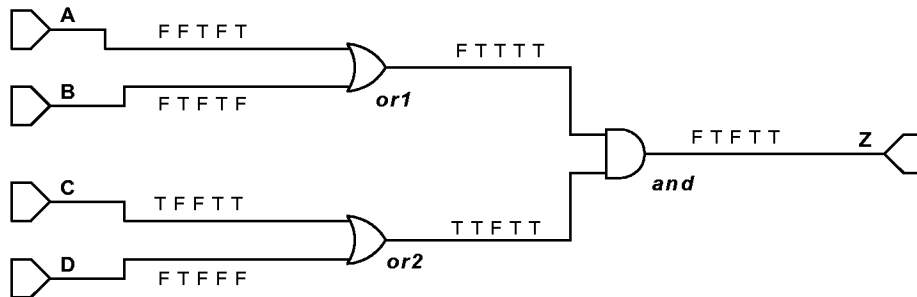 A
F F T F T
F T T T T
B
F T F T F
or1
F T F T T
Z
and
C
T F F T T
T T F T T
D
F T F F F
or2